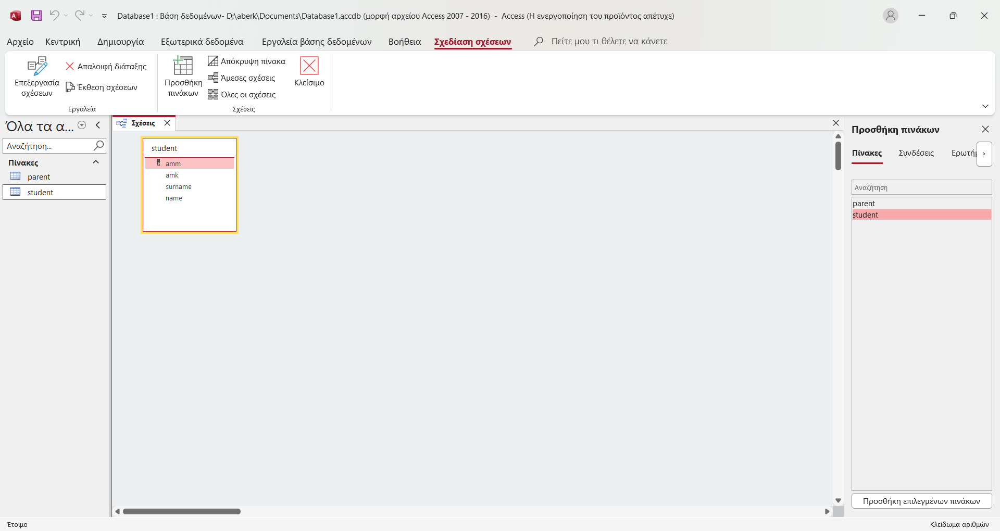 Database1 : Βάση δεδομένων- D:\aberk\Documents\Database1.accdb (μορφή αρχείου Access 2007 - 2016)  -  Access (Η ενεργοποίηση του προϊόντος απέτυχε)
Αρχείο Κεντρική Δημιουργία Εξωτερικά δεδομένα Εργαλεία βάσης δεδομένων Βοήθεια Σχεδίαση σχέσεων Πείτε μου τι θέλετε να κάνετε
Επεξεργασία
σχέσεων
Απαλοιφή διάταξης
Έκθεση σχέσεων
Εργαλεία
Προσθήκη
πινάκων
Απόκρυψη πίνακα
Άμεσες σχέσεις
Όλες οι σχέσεις
Κλείσιμο
Σχέσεις
Όλα τα α...
Αναζήτηση...
Πίνακες
parent
student
Σχέσεις
student
amm
amk
surname
name
Προσθήκη πινάκων
Πίνακες Συνδέσεις Ερωτήμ
Αναζήτηση
parent
student
Προσθήκη επιλεγμένων πινάκων
Έτοιμο
Κλείδωμα αριθμών